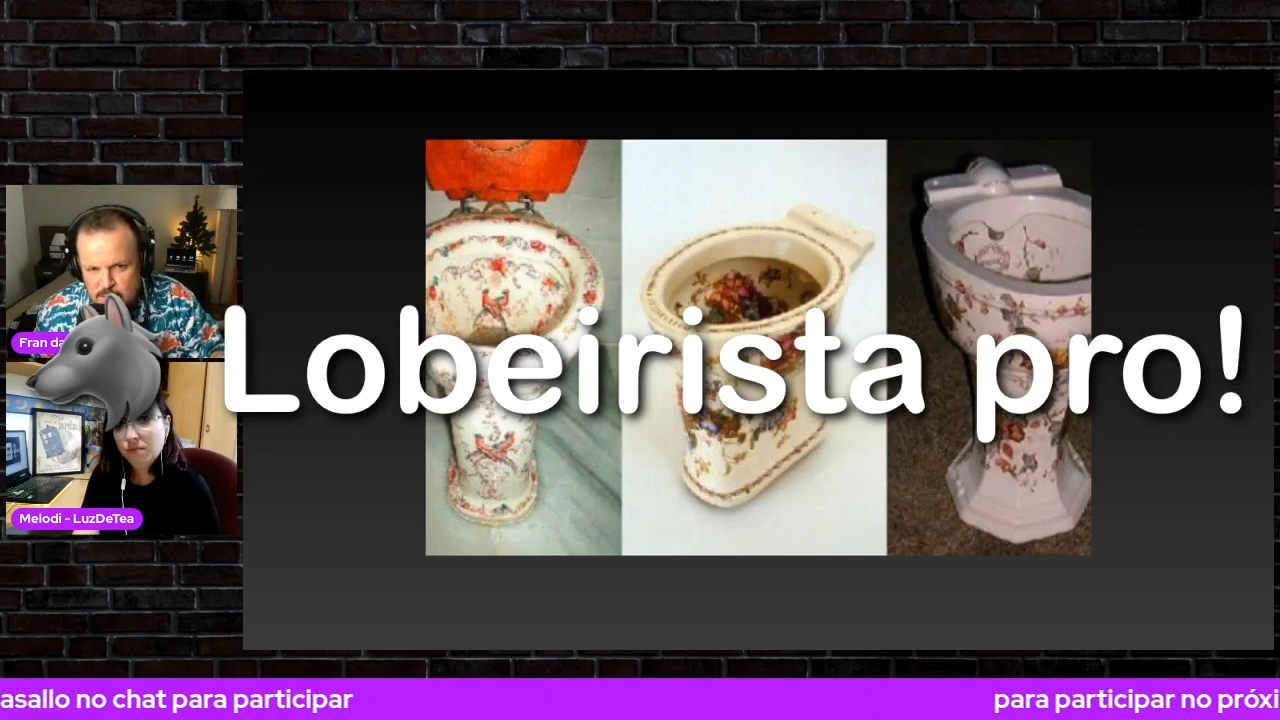 Lobeirista pro!
Fran da
Melodi - LuzDeTea
asallo no chat para participar
para participar no próxi